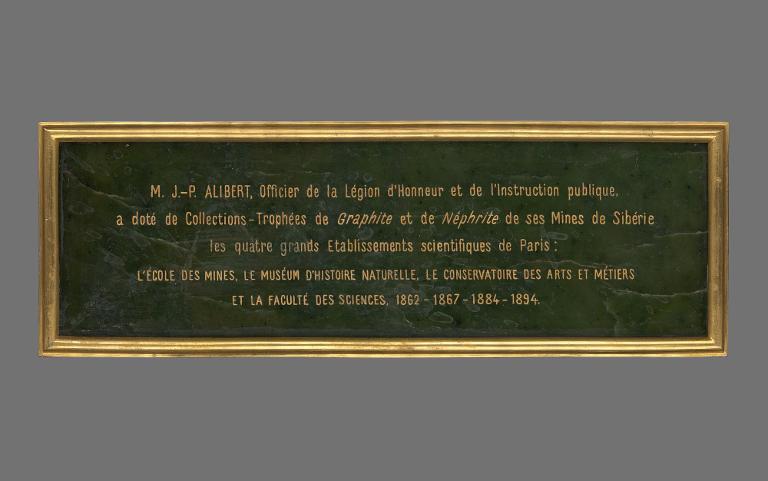 M. J.-P. ALIBERT, Officier de la Légion d'Honneur et de l'Instruction publique,
a doté de Collections-Trophées de Graphite et de Néphrite de ses Mines de Sibérie
les quatre grands Etablissements scientifiques de Paris :
L'ÉCOLE DES MINES, LE MUSÉUM D'HISTOIRE NATURELLE, LE CONSERVATOIRE DES ARTS ET MÉTIERS
ET LA FACULTÉ DES SCIENCES, 1862 - 1867 - 1884 - 1894.